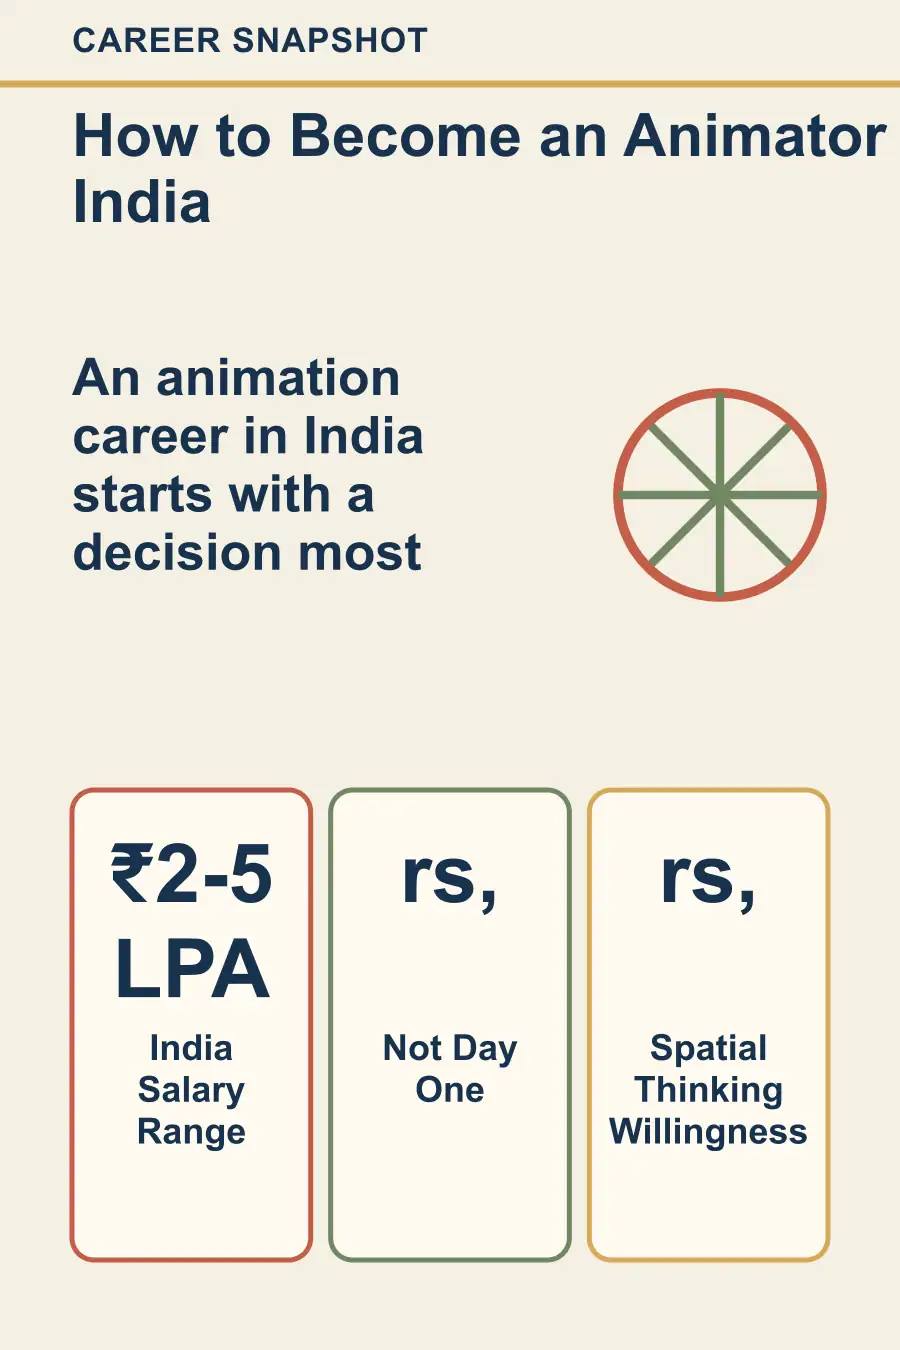 CAREER SNAPSHOT
How to Become an Animator
India
An animation
career in India
starts with a
decision most
₹2-5
LPA
India
Salary
Range
rs,
Not Day
One
rs,
Spatial
Thinking
Willingness